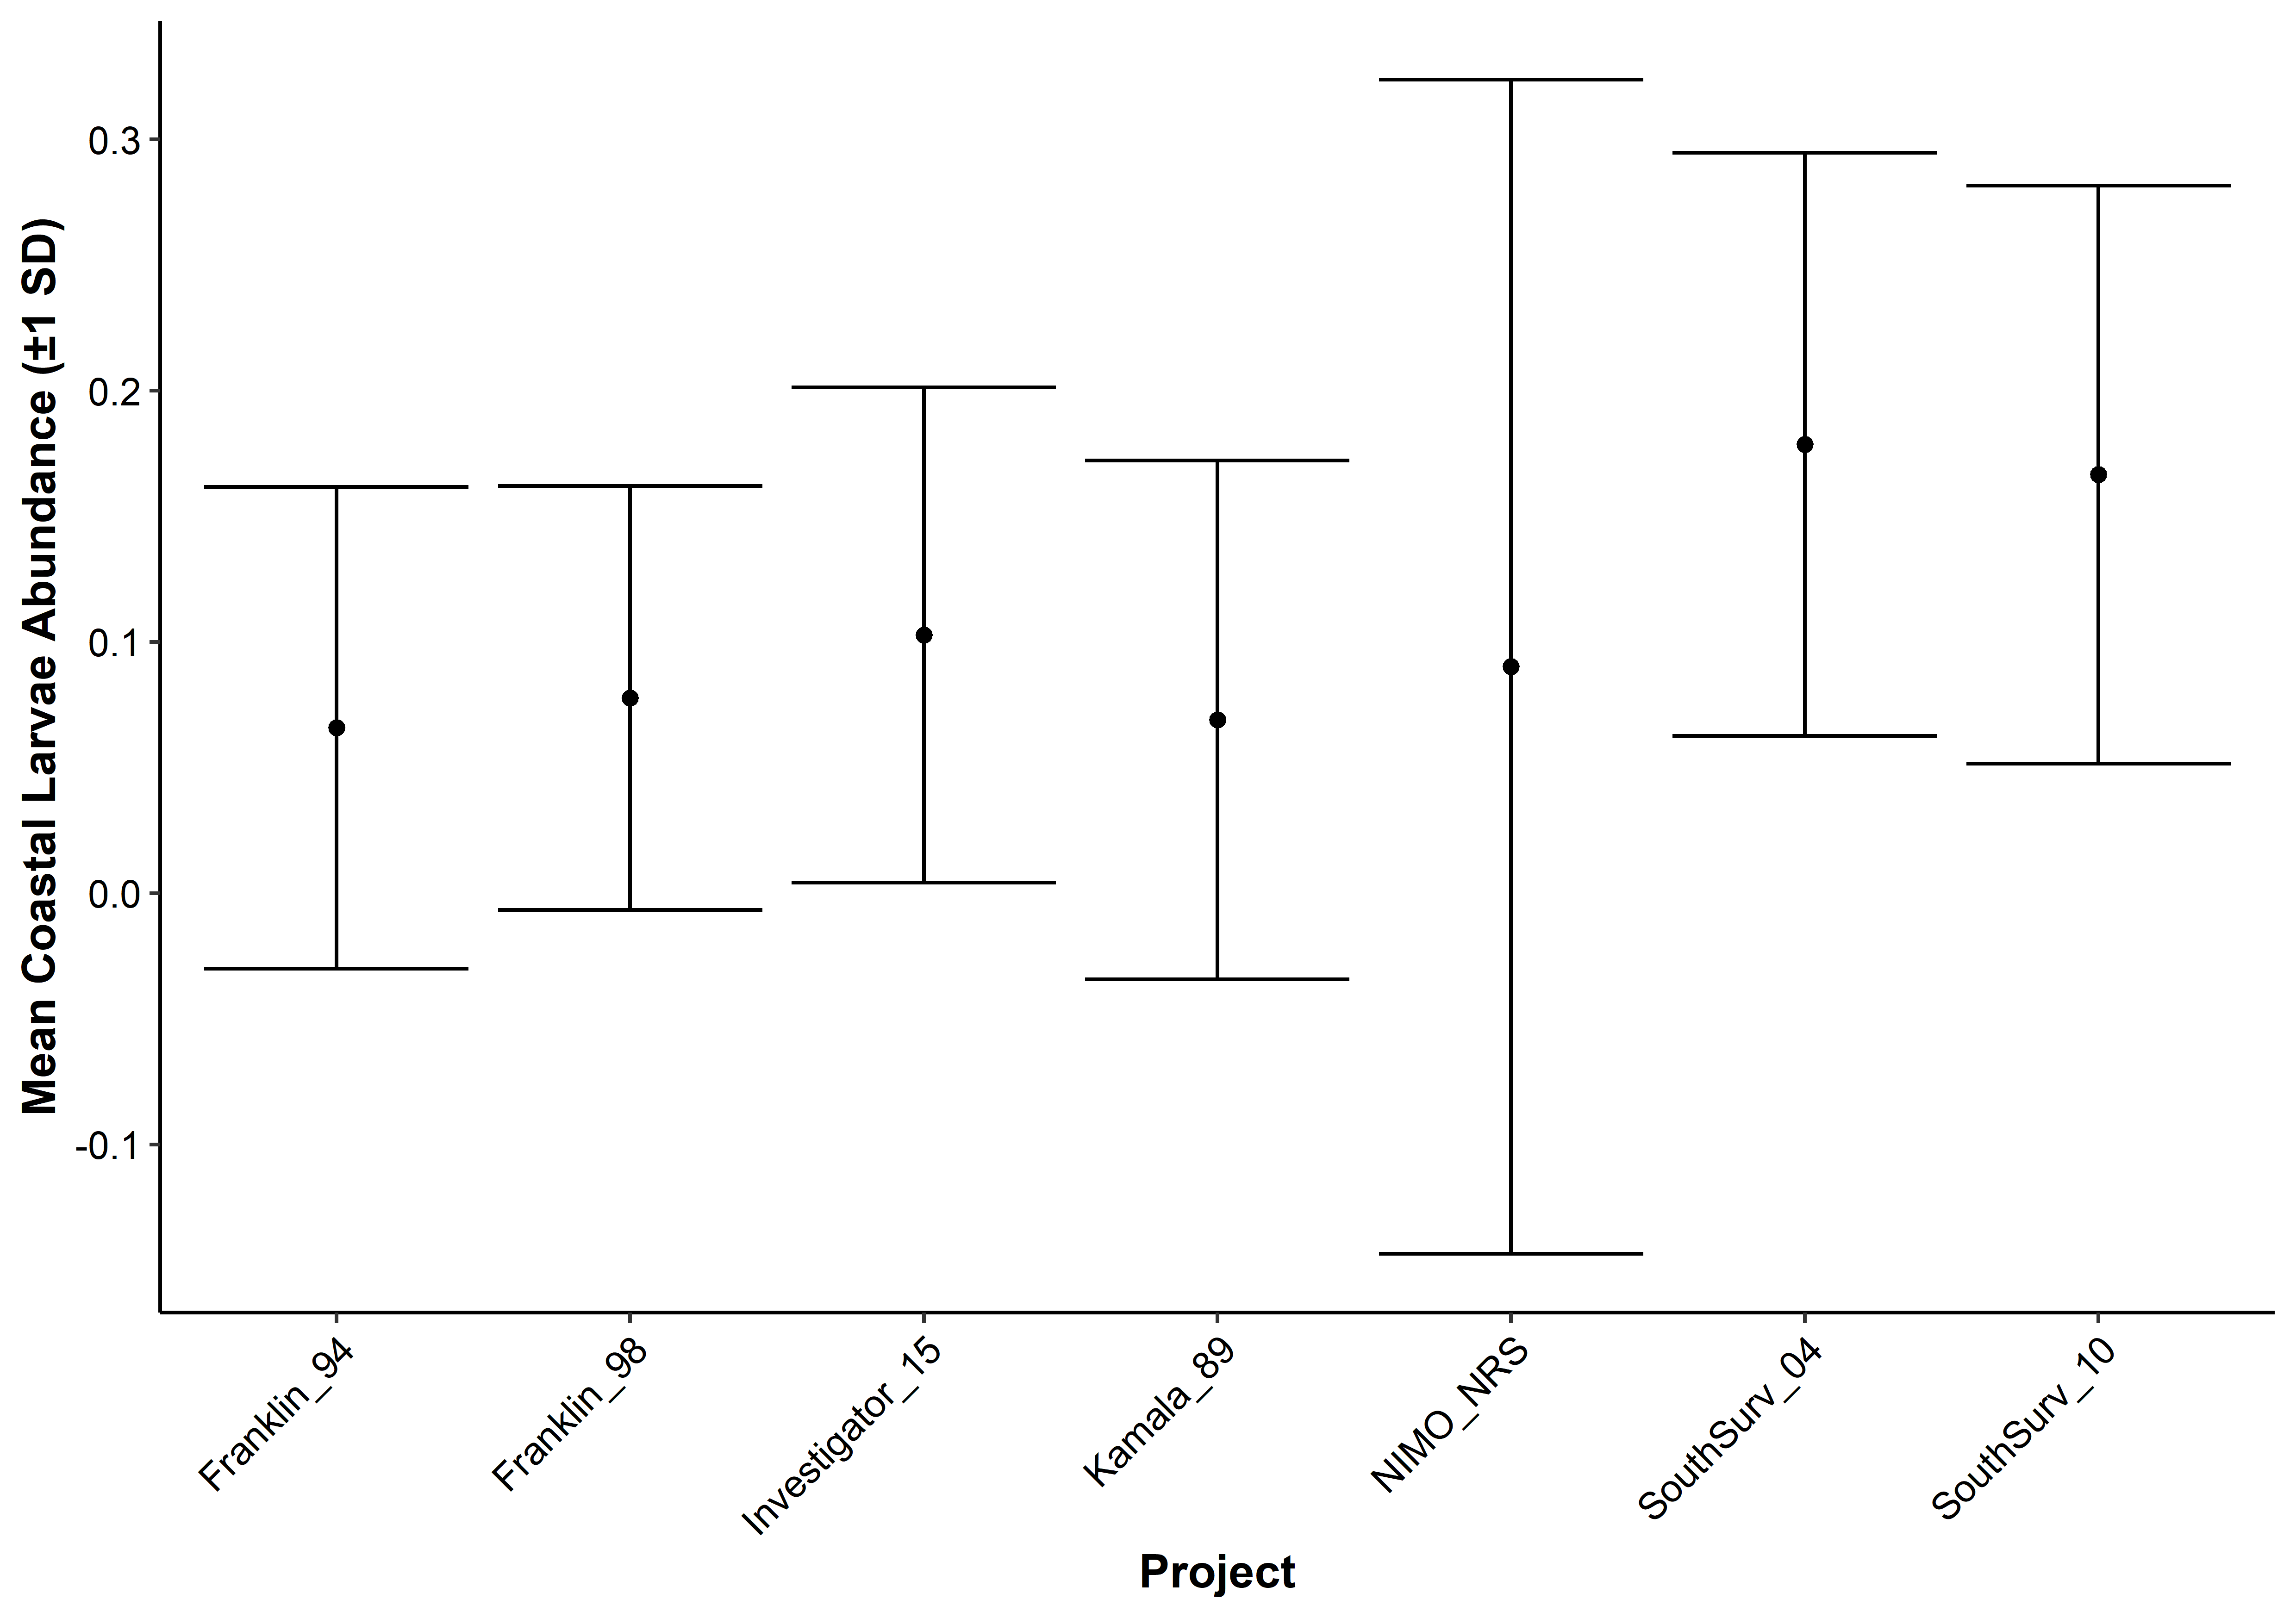 Mean Coastal Larvae Abundance (±1 SD)
0.3
0.2
0.1
0.0
-0.1
Franklin_94
Franklin_98
Investigator_15
Kamala_89
NIMO_NRS
SouthSurv_04
SouthSurv_10
Project